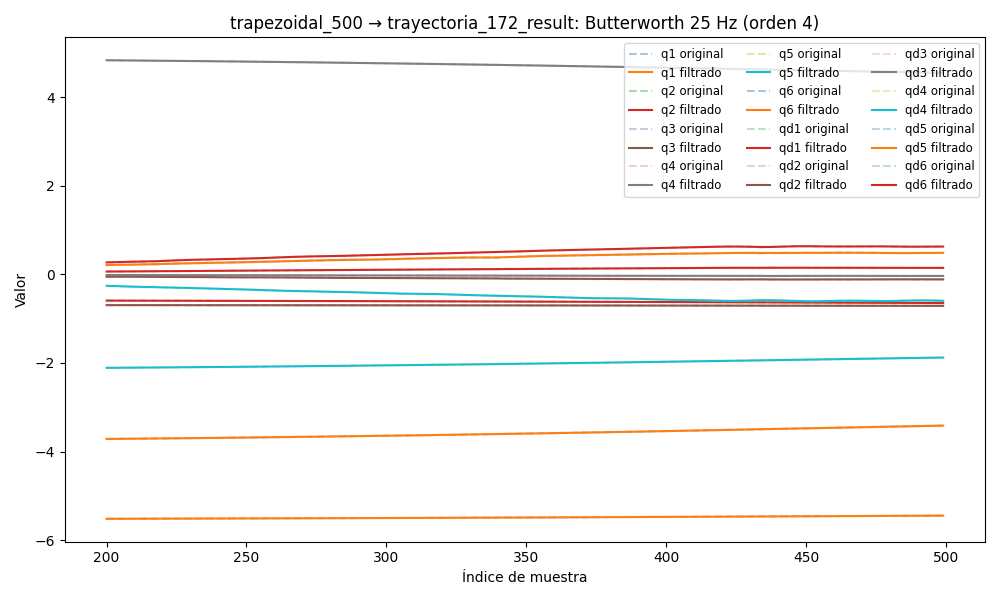 trapezoidal_500 → trayectoria_172_result: Butterworth 25 Hz (orden 4)
q1 original
q1 filtrado
q2 original
q2 filtrado
q3 original
q3 filtrado
q4 original
q4 filtrado
q5 original
q5 filtrado
q6 original
q6 filtrado
qd1 original
qd1 filtrado
qd2 original
qd2 filtrado
qd3 original
qd3 filtrado
qd4 original
qd4 filtrado
qd5 original
qd5 filtrado
qd6 original
qd6 filtrado
Valor
4
2
0
−2
−4
−6
200
250
300
350
400
450
500
Índice de muestra